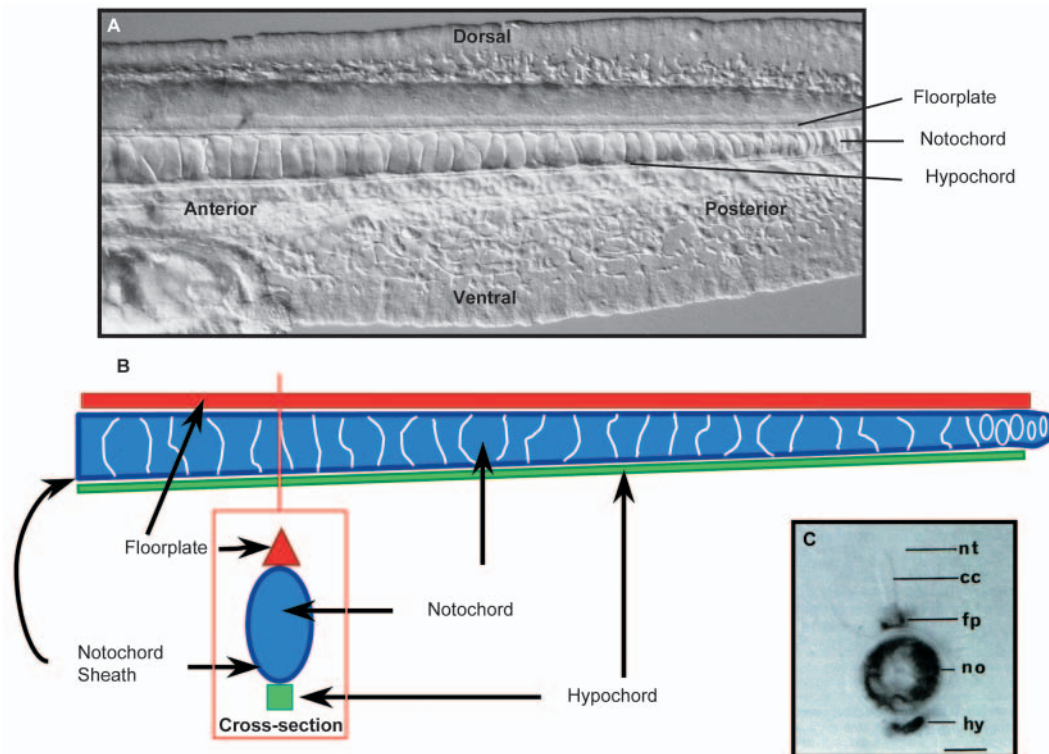 A
Dorsal
Floorplate
Notochord
Hypochord
Anterior
Posterior
Ventral
B
Floorplate
Notochord
Notochord
Sheath
Hypochord
Cross-section
C
nt
cc
fp
no
hy